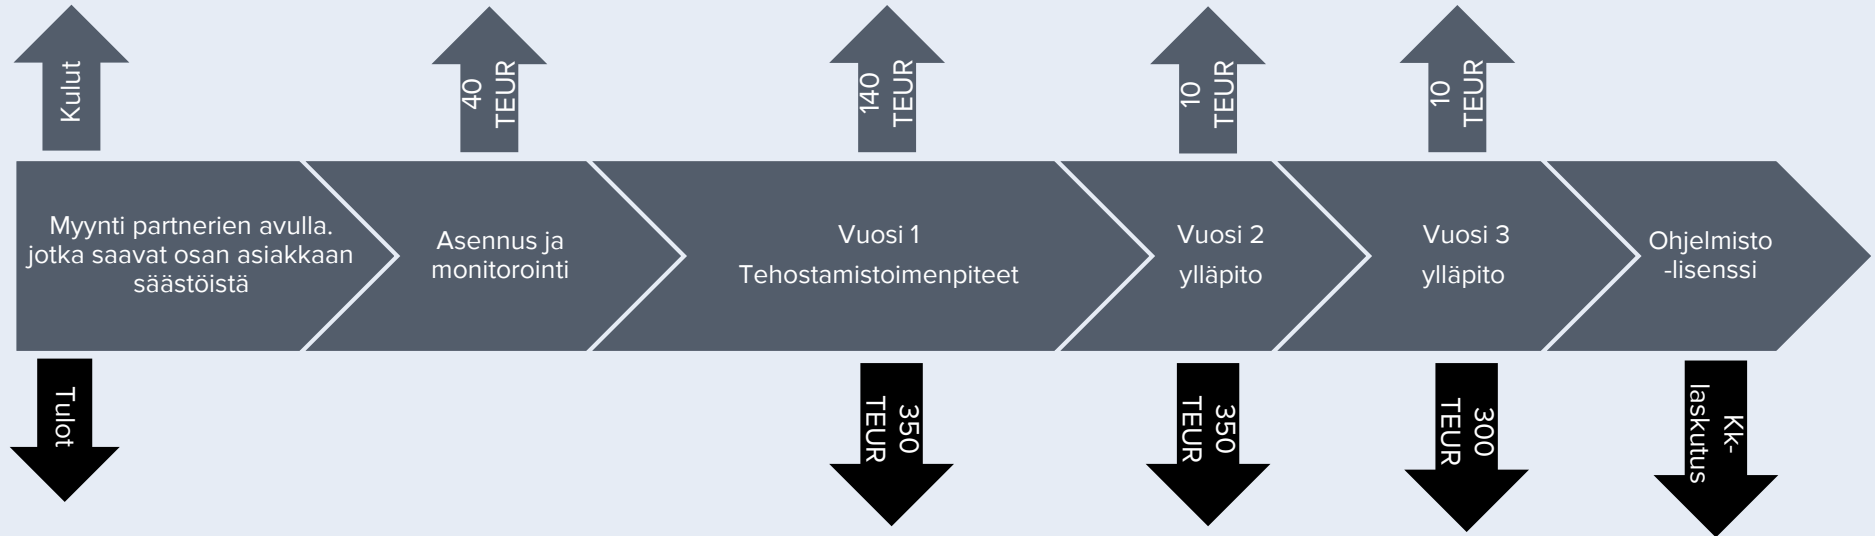 Kulut
40
TEUR
140
TEUR
10
TEUR
10
TEUR
Myynti partnerien avulla.
jotka saavat osan asiakkaan
säästöistä
Asennus ja
monitorointi
Vuosi 1
Tehostamistoimenpiteet
Vuosi 2
ylläpito
Vuosi 3
ylläpito
Ohjelmisto
-lisenssi
Tulot
350
TEUR
350
TEUR
300
TEUR
Kk-
laskutus